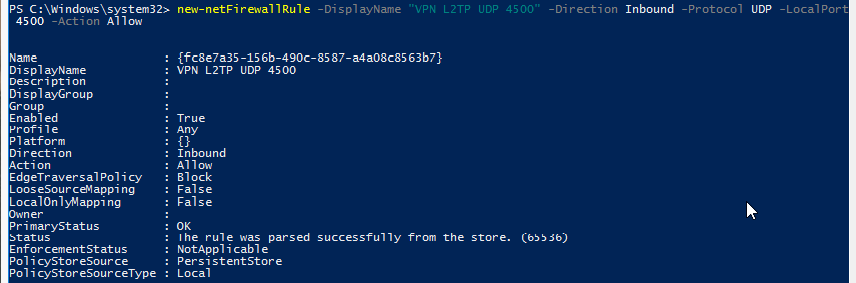 PS C:\Windows\system32> new-netFirewallRule -DisplayName "VPN L2TP UDP 4500" -Direction Inbound -Protocol UDP -LocalPort
4500 -Action Allow
Name : {fc8e7a35-156b-490c-8587-a4a08c8563b7}
DisplayName : VPN L2TP UDP 4500
Description :
DisplayGroup :
Group :
Enabled : True
Profile : Any
Platform : {}
Direction : Inbound
Action : Allow
EdgeTraversalPolicy : Block
LooseSourceMapping : False
LocalOnlyMapping : False
Owner :
PrimaryStatus : OK
Status : The rule was parsed successfully from the store. (65536)
EnforcementStatus : NotApplicable
PolicyStoreSource : PersistentStore
PolicyStoreSourceType : Local